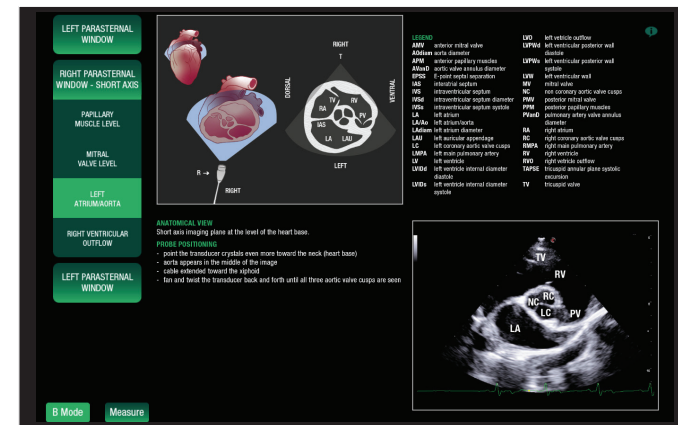 LEFT PARASTERNAL
WINDOW
RIGHT PARASTERNAL
WINDOW - SHORT AXIS
PAPILLARY
MUSCLE LEVEL
MITRAL
VALVE LEVEL
LEFT
ATRIUM/AORTA
RIGHT VENTRICULAR
OUTFLOW
LEFT PARASTERNAL
WINDOW
B Mode
Measure
R →
RIGHT
RIGHT
T
DORSAL
VENTRAL
TV
RV
RA
PV
IAS
LA
LAU
LEFT
ANATOMICAL VIEW
Short axis imaging plane at the level of the heart base.
PROBE POSITIONING
- point the transducer crystals even more toward the neck (heart base)
- aorta appears in the middle of the image
- cable extended toward the xiphoid
- fan and twist the transducer back and forth until all three aortic valve cusps are seen
LEGEND
AMV anterior mitral valve
AOdiam aorta diameter
APM anterior papillary muscles
AVanD aortic valve annulus diameter
EPSS E-point septal separation
IAS interatrial septum
IVS intraventricular septum
IVSd intraventricular septum diameter
IVSs intraventricular septum systole
LA left atrium
LA/Ao left atrium/aorta
LAdiam left atrium diameter
LAU left auricular appendage
LC left coronary aortic valve cusps
LMPA left main pulmonary artery
LV left ventricle
LVIDd left ventricle internal diameter
diastole
LVIDs left ventricle internal diameter
systole
LVO left vetricle outflow
LVPWd left ventricular posterior wall
diastole
LVPWs left ventricular posterior wall
systole
LVW left ventricular wall
MV mitral valve
NC non coronary aortic valve cusps
PMV posterior mitral valve
PPM posterior papillary muscles
PVanD pulmonary artery valve annulus
diameter
RA right atrium
RC right coronary aortic valve cusps
RMPA right main pulmonary artery
RV right ventricle
RVO right vetricle outflow
TAPSE tricuspid annular plane systolic
excursion
TV tricuspid valve
TV
RV
RC
NC
LC
PV
LA